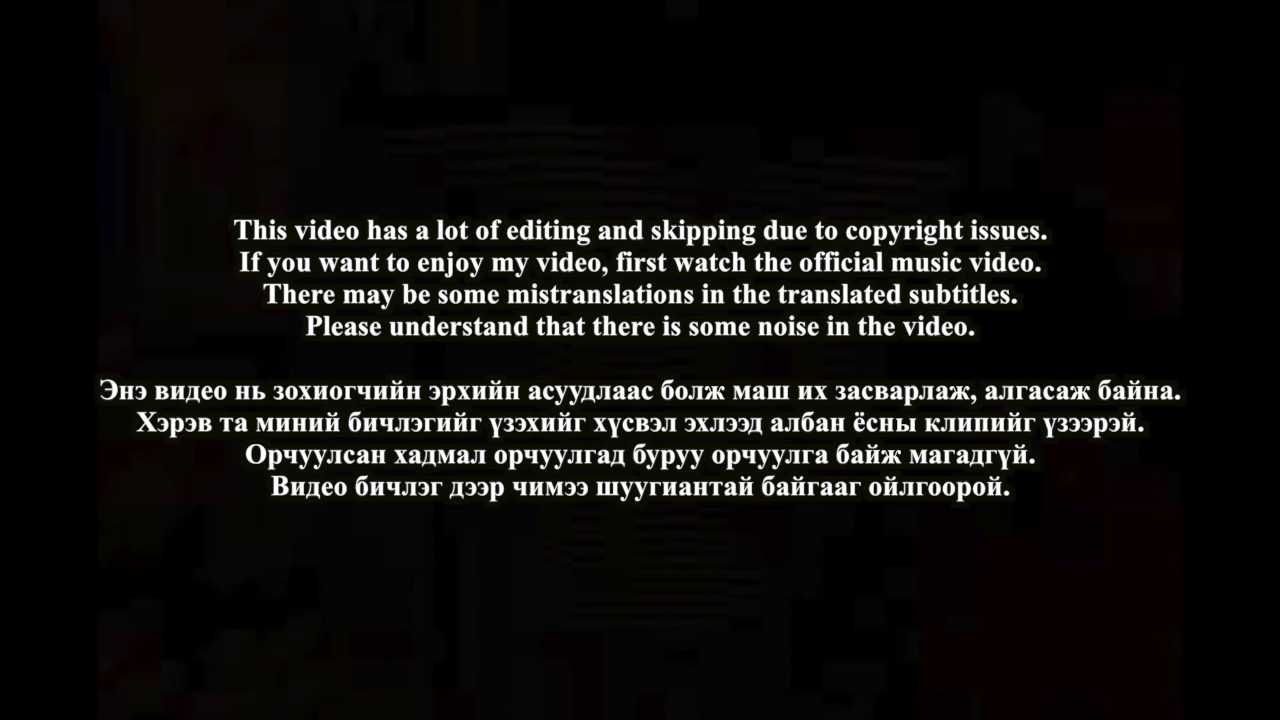 This video has a lot of editing and skipping due to copyright issues.
If you want to enjoy my video, first watch the official music video.
There may be some mistranslations in the translated subtitles.
Please understand that there is some noise in the video.
Энэ видео нь зохиогчийн эрхийн асуудлаас болж маш их засварлаж, алгасаж байна.
Хэрэв та миний бичлэгийг үзэхийг хүсвэл эхлээд албан ёсны клипийг үзээрэй.
Орчуулсан хадмал орчуулгад буруу орчуулга байж магадгүй.
Видео бичлэг дээр чимээ шуугиантай байгааг ойлгоорой.